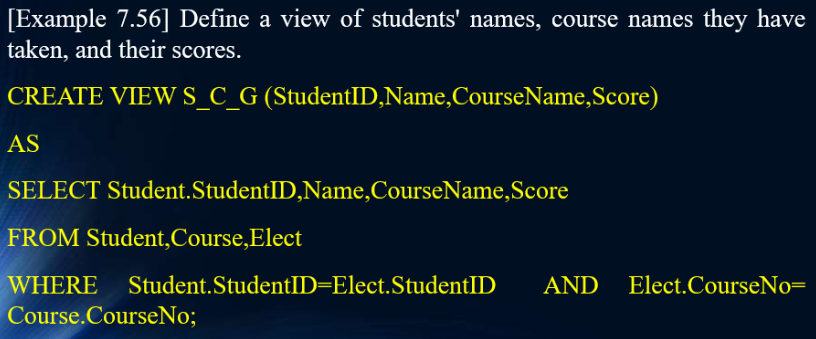 [Example 7.56] Define a view of students' names, course names they have
taken, and their scores.
CREATE VIEW S_C_G (StudentID,Name,CourseName,Score)
AS
SELECT Student.StudentID,Name,CourseName,Score
FROM Student,Course,Elect
WHERE Student.StudentID=Elect.StudentID AND Elect.CourseNo=
Course.CourseNo;